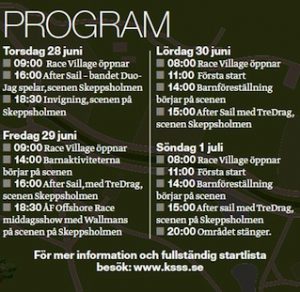 PROGRAM
Torsdag 28 juni
09:00 Race Village öppnar
16:00 After Sail – bandet Duo-
Jag spelar, scenen Skeppsholmen
18:30 Invigning, scenen på
Skeppsholmen
Fredag 29 juni
09:00 Race Village öppnar
14:00 Barnaktiviteterna
börjar på scenen
16:00 After Sail, med TreDrag,
scenen Skeppsholmen
18:30 ÅF Offshore Race
middagsshow med Wallmans
på scenen på Skeppsholmen
Lördag 30 juni
08:00 Race Village öppnar
11:00 Första start
14:00 Barnföreställning
börjar på scenen
15:00 After Sail med TreDrag,
scenen på Skeppsholmen
Söndag 1 juli
08:00 Race Village öppnar
11:00 Första start
14:00 Barnföreställning
börjar på scenen
15:00 After sail med TreDrag,
scenen på Skeppsholmen
20:00 Området stänger.
För mer information och fullständig startlista
besök: www.ksss.se